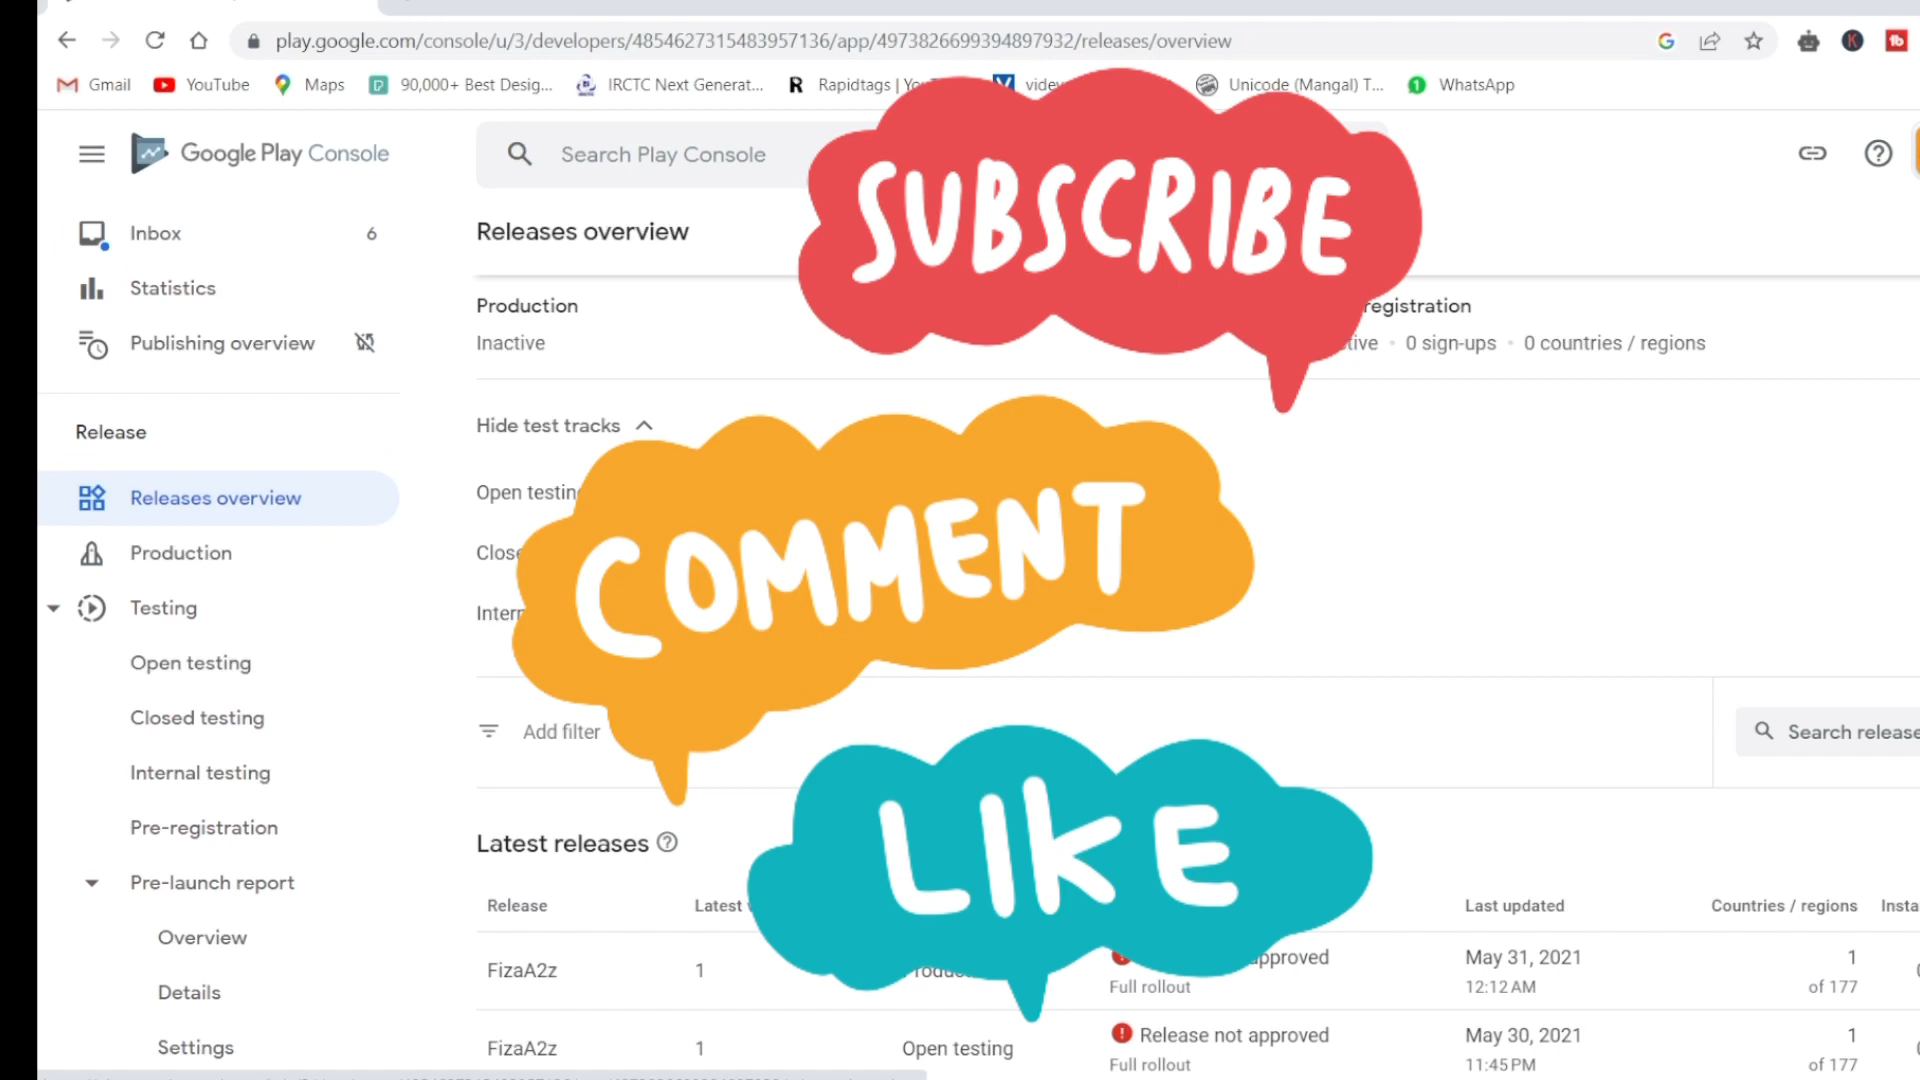 play.google.com/console/u/3/developers/4854627315483957136/app/4973826699394897932/releases/overview
Gmail YouTube Maps 90,000+ Best Desig... IRCTC Next Generat... Rapidtags | Unicode (Mangal) T... WhatsApp
Google Play Console
Search Play Console
SUBSCRIBE
Inbox 6
Releases overview
Statistics
Production
registration
Publishing overview
Inactive
0 sign-ups • 0 countries / regions
Release
Hide test tracks
Releases overview
Open testin
COMMENT
Production
Testing
Open testing
Closed testing
Add filter
Search release
Internal testing
Pre-registration
Latest releases
LIKE
Pre-launch report
Release Latest Last updated Countries / regions Insta
Overview
FizaA2z 1 approved May 31, 2021 1
Full rollout 12:12 AM of 177
Details
FizaA2z 1 Open testing Release not approved May 30, 2021 1
Full rollout 11:45 PM of 177
Settings